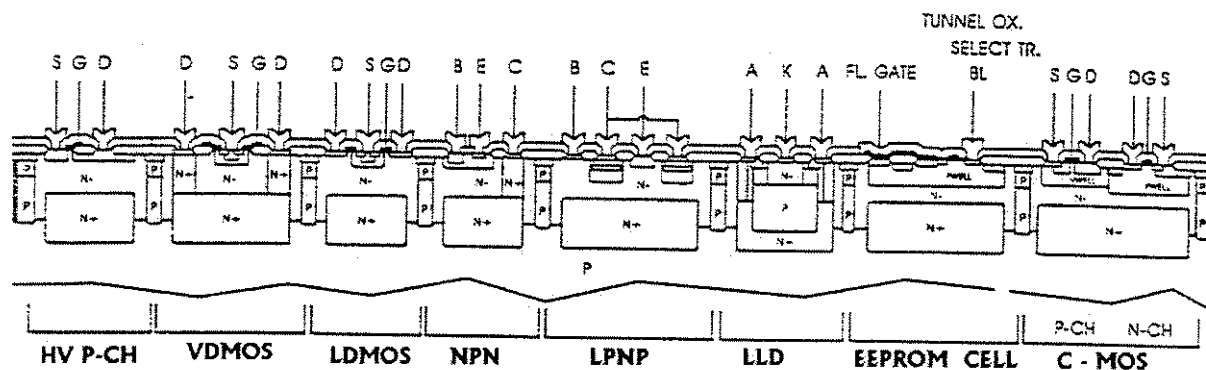 TUNNEL OX.
SELECT TR.
S G D D S G D D S G D B E C B C E A K A FL. GATE BL S G D D G S
P P N- P P N+ N- N+ P P N- P P N- N+ P P N- P P N- P P N- P P PWELL P P PWELL PWELL P P
N+ N+ N+ N+ N+ P N+ N- N+ N- N+
P
P-CH N-CH
HV P-CH VDMOS LDMOS NPN LPNP LLD EEPROM CELL C - MOS